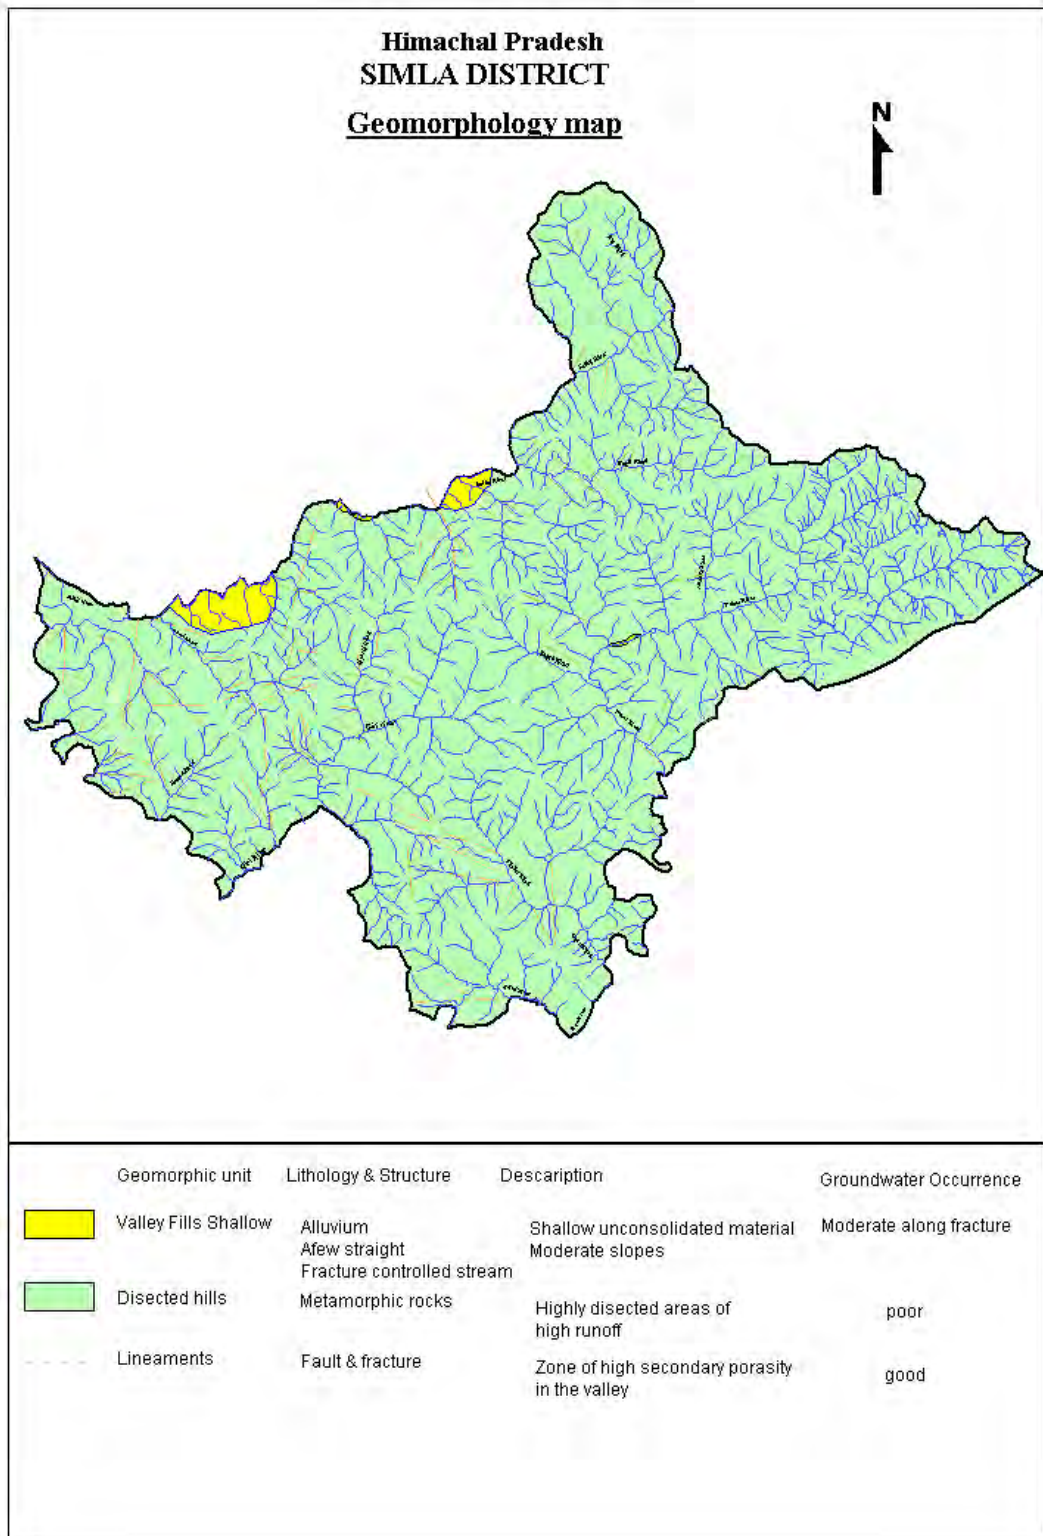 Himachal Pradesh
SIMLA DISTRICT
Geomorphology map
N
Giri River
Geomorphic unit Lithology & Structure Descaription Groundwater Occurrence
Valley Fills Shallow Alluvium Shallow unconsolidated material Moderate along fracture
Afew straight Moderate slopes
Fracture controlled stream
Disected hills Metamorphic rocks Highly disected areas of poor
high runoff
Lineaments Fault & fracture Zone of high secondary porasity good
in the valley